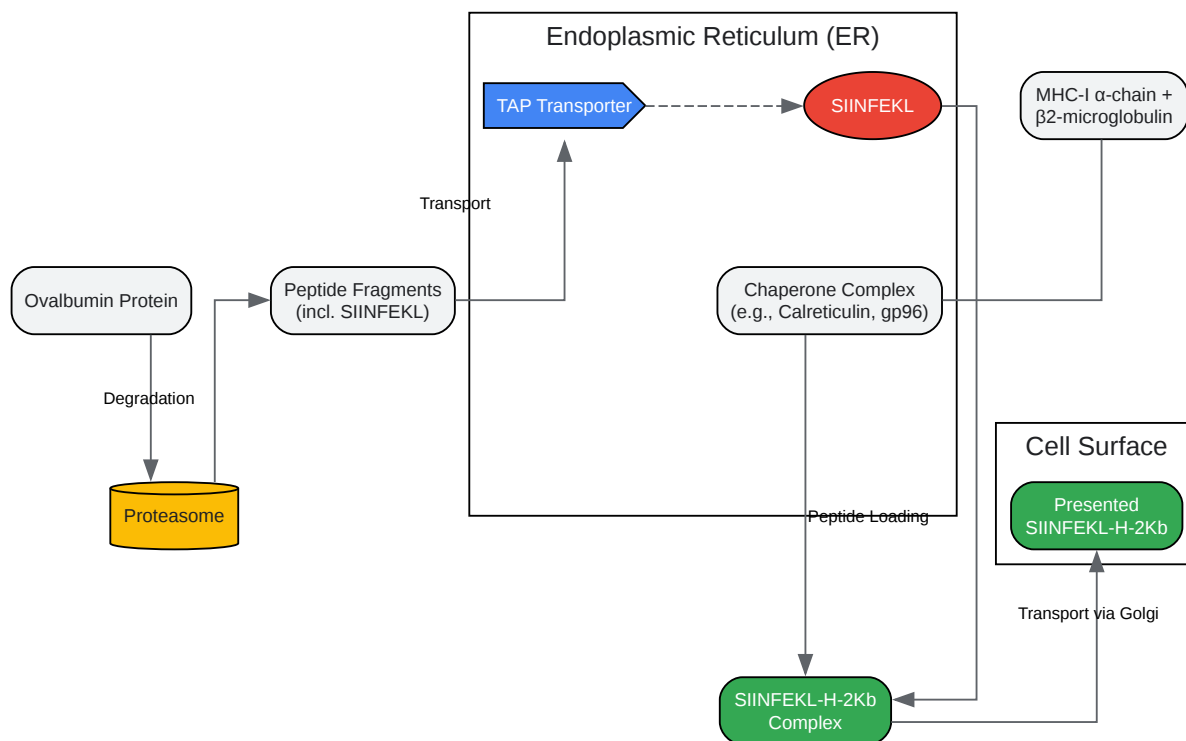 Endoplasmic Reticulum (ER)
TAP Transporter
SIINFEKL
MHC-I α-chain +
β2-microglobulin
Transport
Ovalbumin Protein
Peptide Fragments
(incl. SIINFEKL)
Chaperone Complex
(e.g., Calreticulin, gp96)
Degradation
Cell Surface
Proteasome
Peptide Loading
Presented
SIINFEKL-H-2Kb
Transport via Golgi
SIINFEKL-H-2Kb
Complex